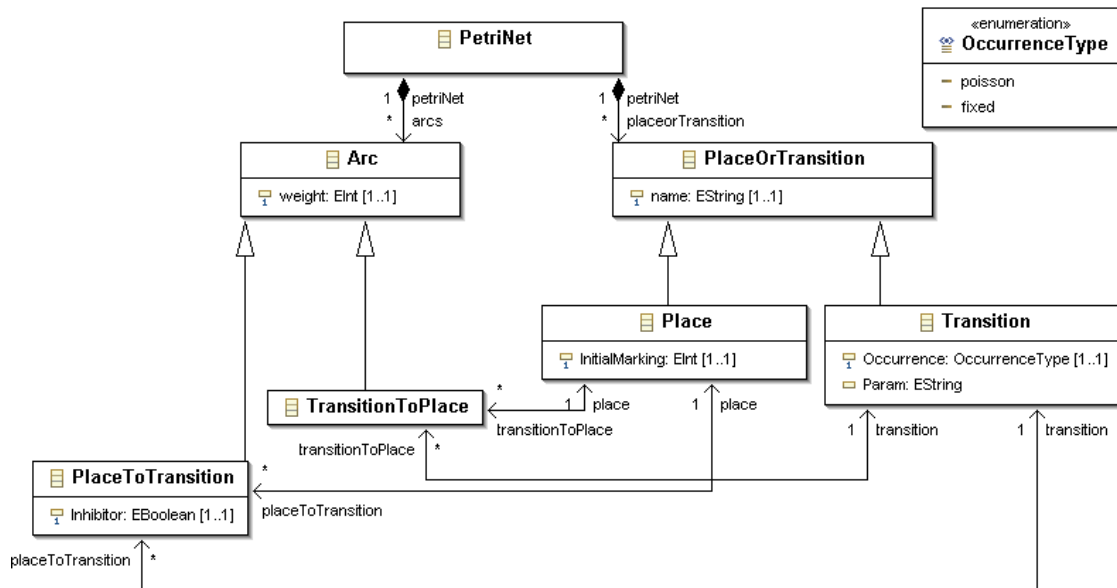 PetriNet
«enumeration»
OccurrenceType
poisson
fixed
1 petriNet
* arcs
1 petriNet
* placeorTransition
Arc
weight: EInt [1..1]
PlaceOrTransition
name: EString [1..1]
Place
InitialMarking: EInt [1..1]
Transition
Occurrence: OccurrenceType [1..1]
Param: EString
TransitionToPlace
*
transitionToPlace
1 place
1 place
transitionToPlace *
1 transition
1 transition
PlaceToTransition
Inhibitor: EBoolean [1..1]
*
placeToTransition
placeToTransition *